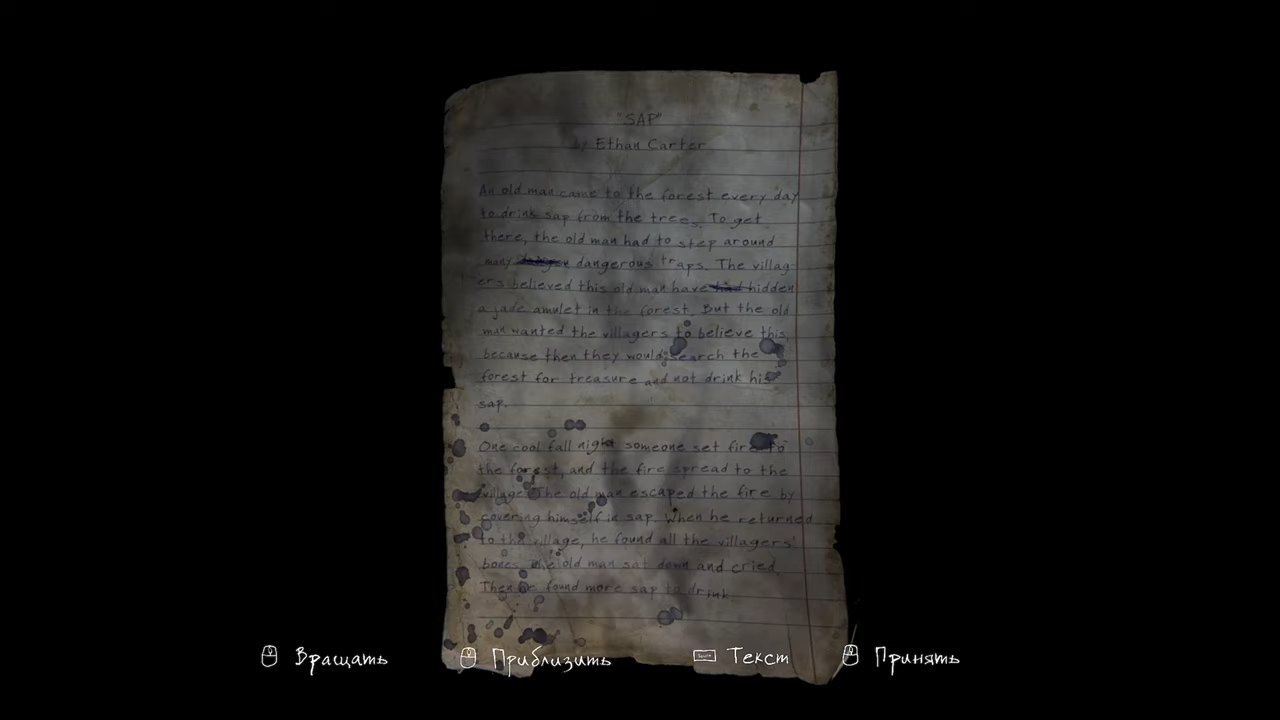 "SAP"
by Ethan Carter
An old man came to the forest every day
to drink sap from the trees. To get
there, the old man had to step around
many dangerous traps. The villag-
ers believed this old man have had hidden
a jade amulet in the forest. But the old
man wanted the villagers to believe this,
because then they would search the
forest for treasure and not drink his
sap.
One cool fall night someone set fire to
the forest, and the fire spread to the
village. The old man escaped the fire by
covering himself in sap. When he returned
to the village, he found all the villagers'
bones. The old man sat down and cried.
Then he found more sap to drink.
Вращать
Приблизить
Текст
Принять